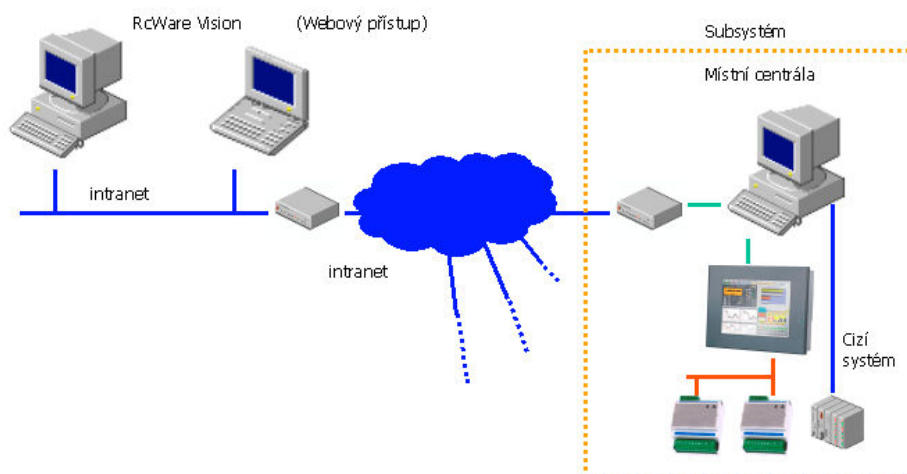 RcWare Vision
(Webový přístup)
Subsystém
Místní centrála
intranet
intranet
Cizí
systém